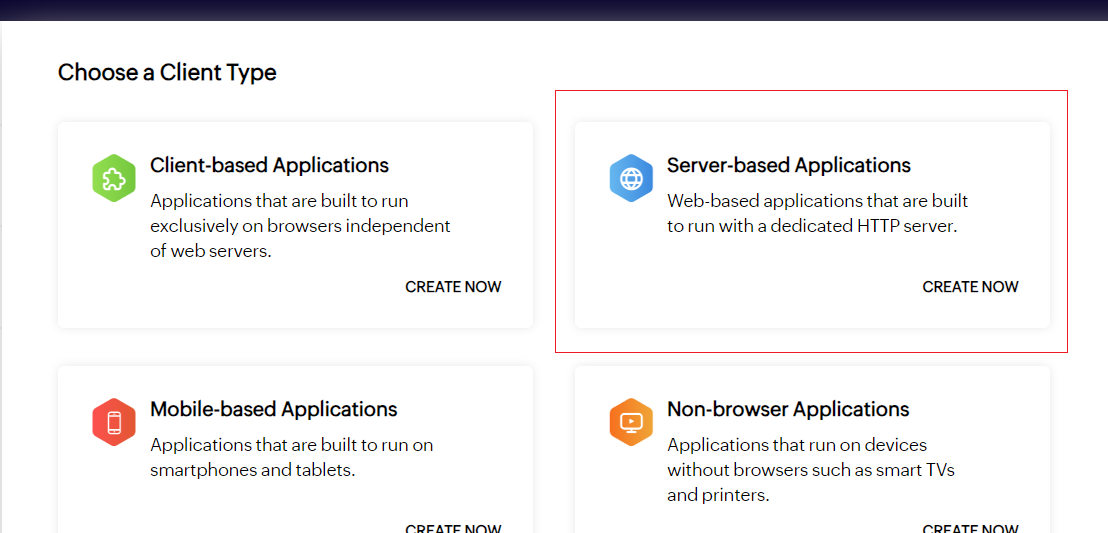 Choose a Client Type
Client-based Applications
Applications that are built to run
exclusively on browsers independent
of web servers.
CREATE NOW
Server-based Applications
Web-based applications that are built
to run with a dedicated HTTP server.
CREATE NOW
Mobile-based Applications
Applications that are built to run on
smartphones and tablets.
CREATE NOW
Non-browser Applications
Applications that run on devices
without browsers such as smart TVs
and printers.
CREATE NOW